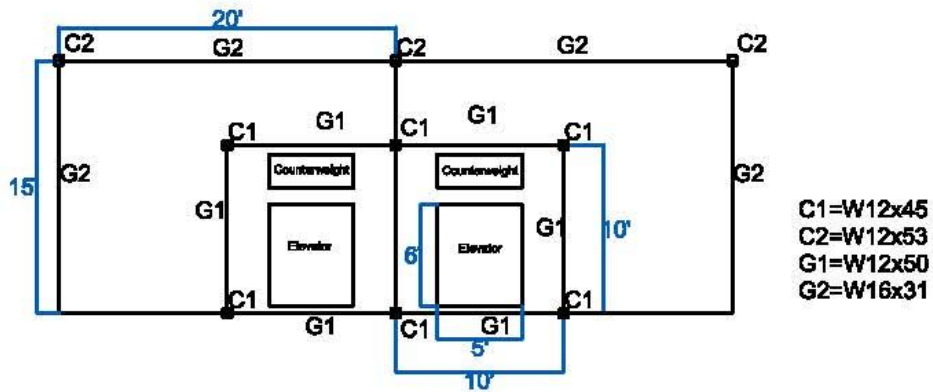 20'
C2 G2 C2 G2 C2
G1 G1
C1 C1 C1
Counterweight Counterweight
15' G2 G2
G1 G1 10'
6'
Elevator Elevator
C1=W12x45
C2=W12x53
G1=W12x50
G2=W16x31
C1 G1 C1 G1 C1
5'
10'